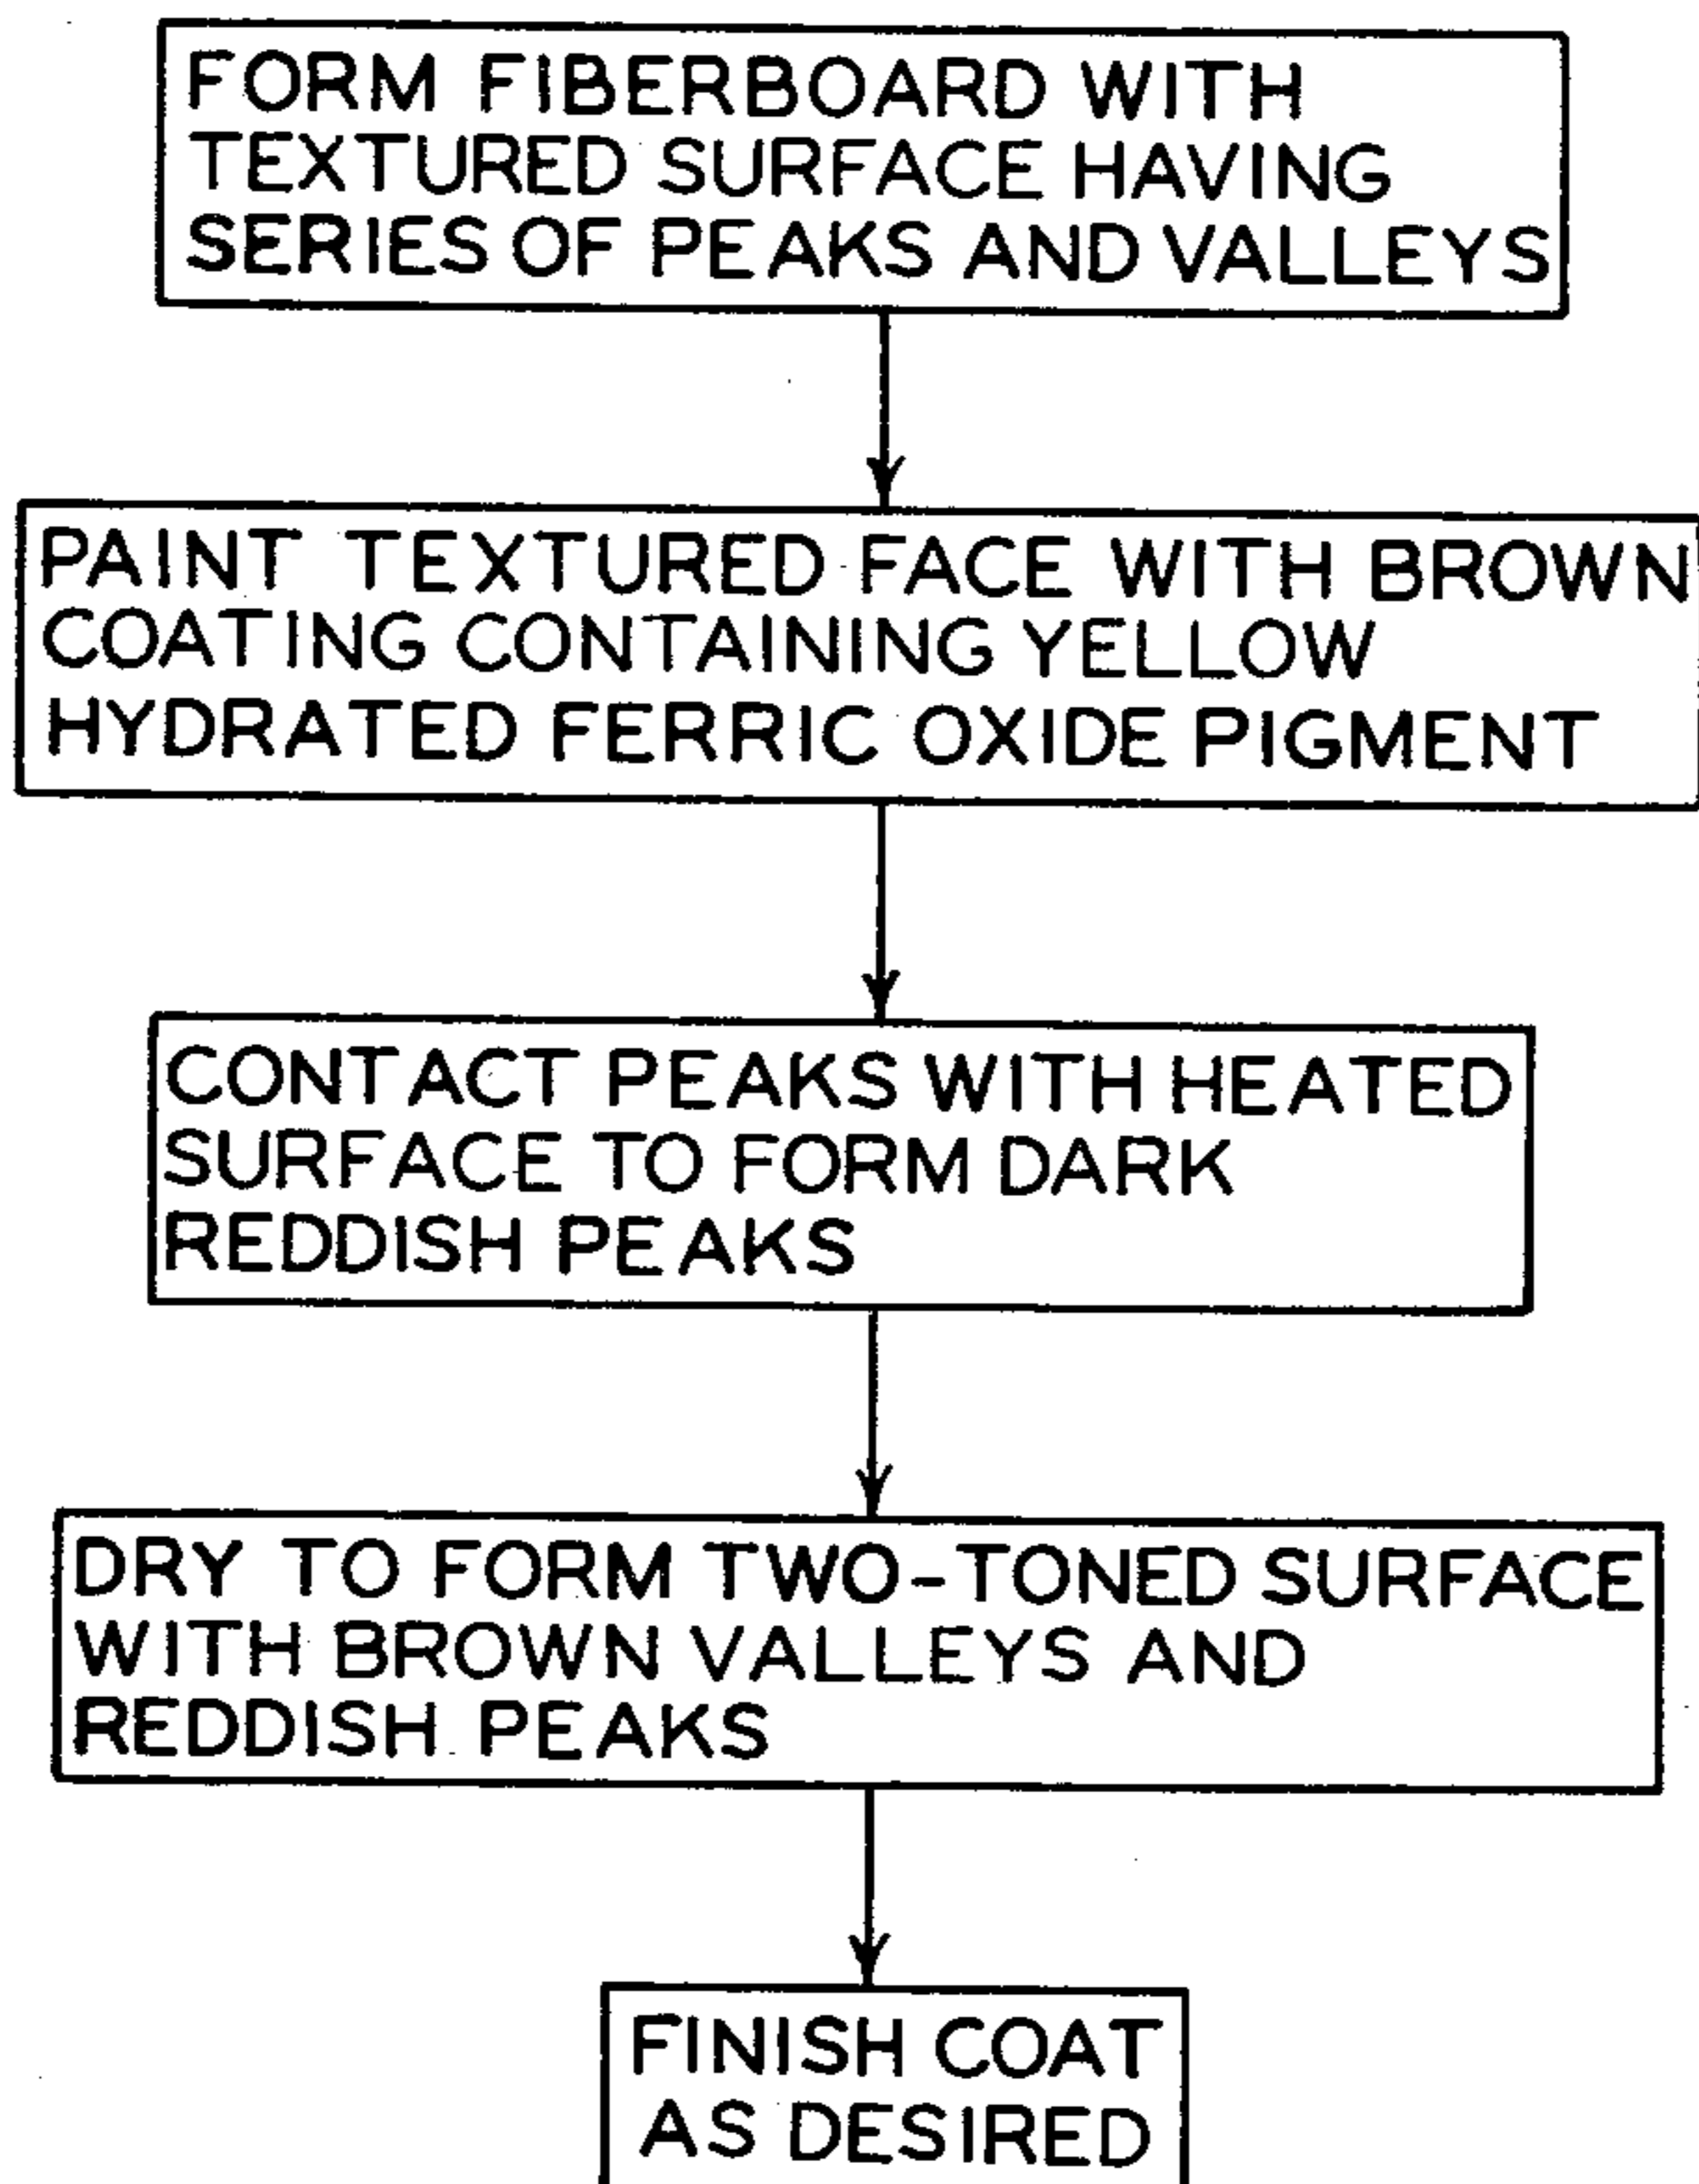 FORM FIBERBOARD WITH
TEXTURED SURFACE HAVING
SERIES OF PEAKS AND VALLEYS
PAINT TEXTURED FACE WITH BROWN
COATING CONTAINING YELLOW
HYDRATED FERRIC OXIDE PIGMENT
CONTACT PEAKS WITH HEATED
SURFACE TO FORM DARK
REDDISH PEAKS
DRY TO FORM TWO-TONED SURFACE
WITH BROWN VALLEYS AND
REDDISH PEAKS
FINISH COAT
AS DESIRED